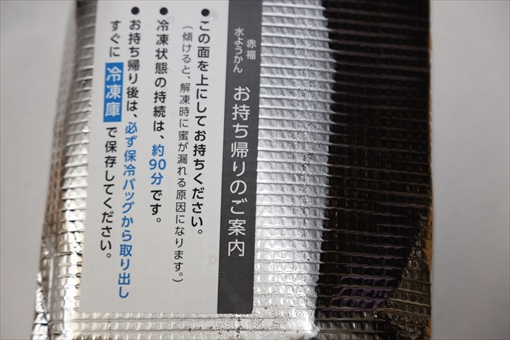 赤福
水ようかん
お持ち帰りのご案内
●この面を上にしてお持ちください。
（傾けると、解凍時に蜜が漏れる原因になります。）
●冷凍状態の持続は、約90分です。
●お持ち帰り後は、必ず保冷バッグから取り出し
すぐに冷凍庫で保存してください。